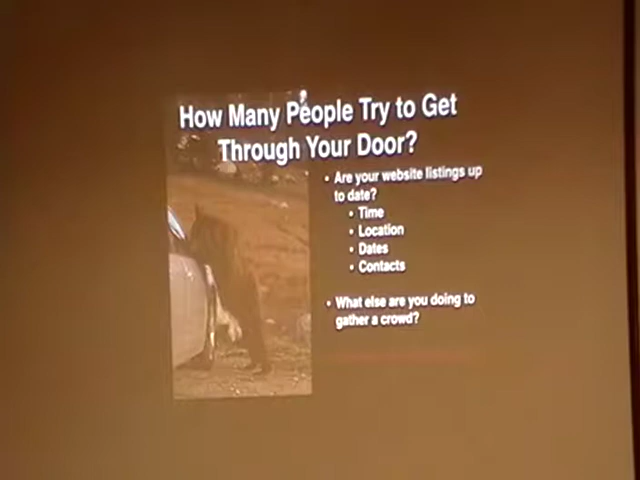 How Many People Try to Get
Through Your Door?
• Are your website listings up
to date?
• Time
• Location
• Dates
• Contacts
• What else are you doing to
gather a crowd?